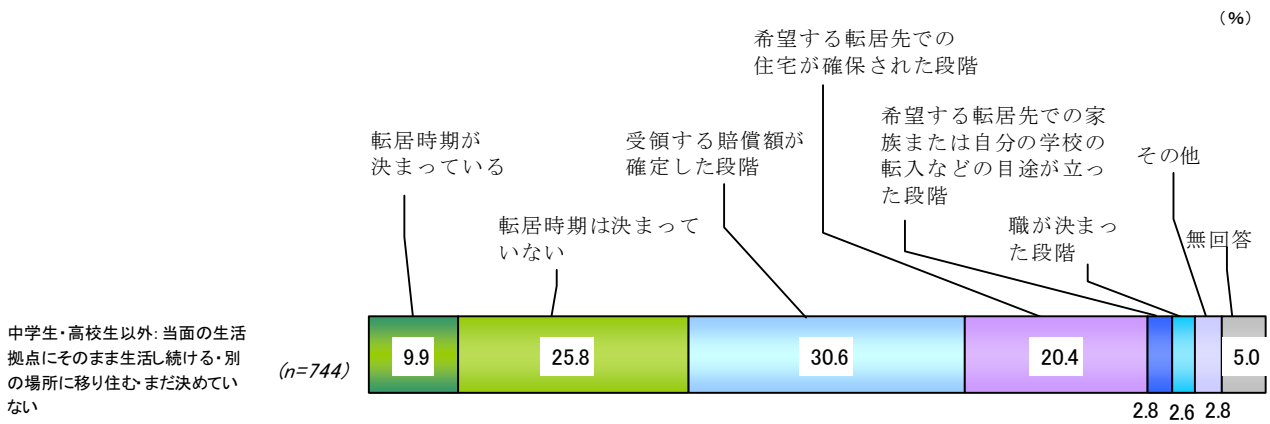 （%）
希望する転居先での
住宅が確保された段階
希望する転居先での家
族または自分の学校の
転入などの目途が立っ
た段階
転居時期が
決まっている
受領する賠償額が
確定した段階
その他
転居時期は決まって
いない
職が決まっ
た段階
無回答
中学生・高校生以外：当面の生活
拠点にそのまま生活し続ける・別
の場所に移り住む・まだ決めてい
ない
(n=744)
9.9
25.8
30.6
20.4
5.0
2.8
2.6
2.8